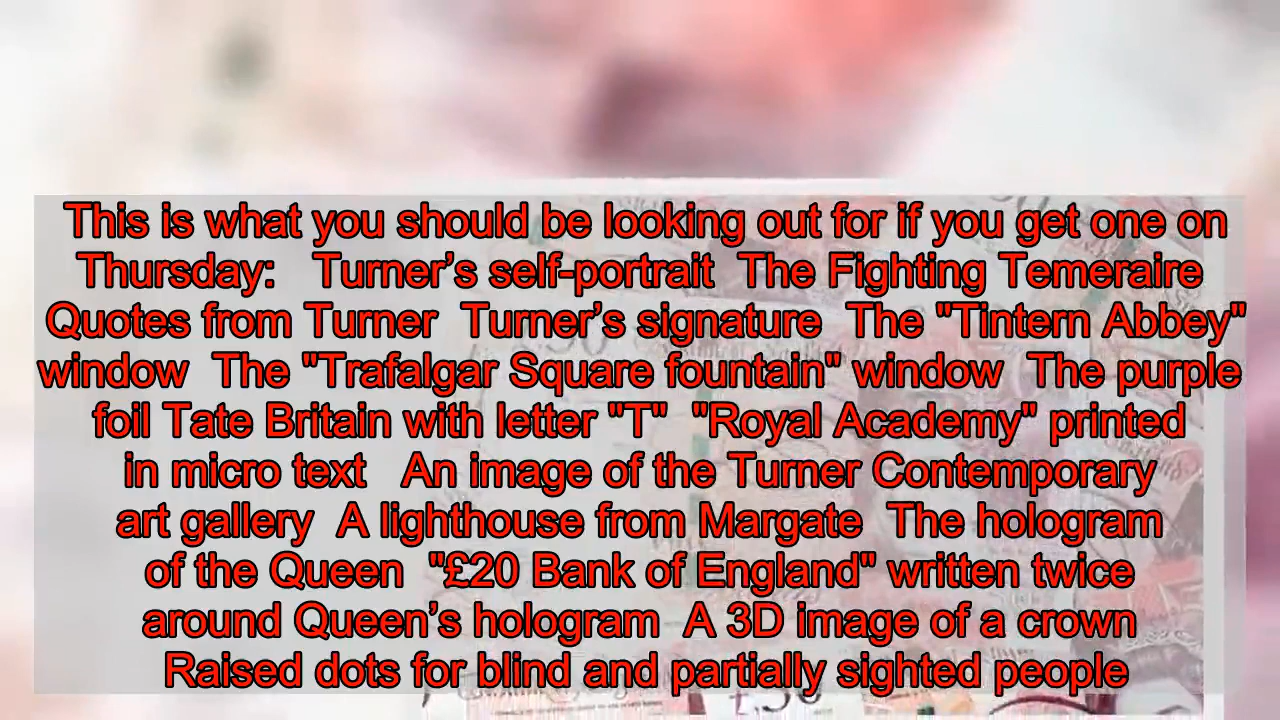 This is what you should be looking out for if you get one on
Thursday:   Turner’s self-portrait  The Fighting Temeraire
Quotes from Turner  Turner’s signature  The "Tintern Abbey"
window  The "Trafalgar Square fountain" window  The purple
foil Tate Britain with letter "T"  "Royal Academy" printed
in micro text   An image of the Turner Contemporary
art gallery  A lighthouse from Margate  The hologram
of the Queen  "£20 Bank of England" written twice
around Queen’s hologram  A 3D image of a crown
Raised dots for blind and partially sighted people
£50